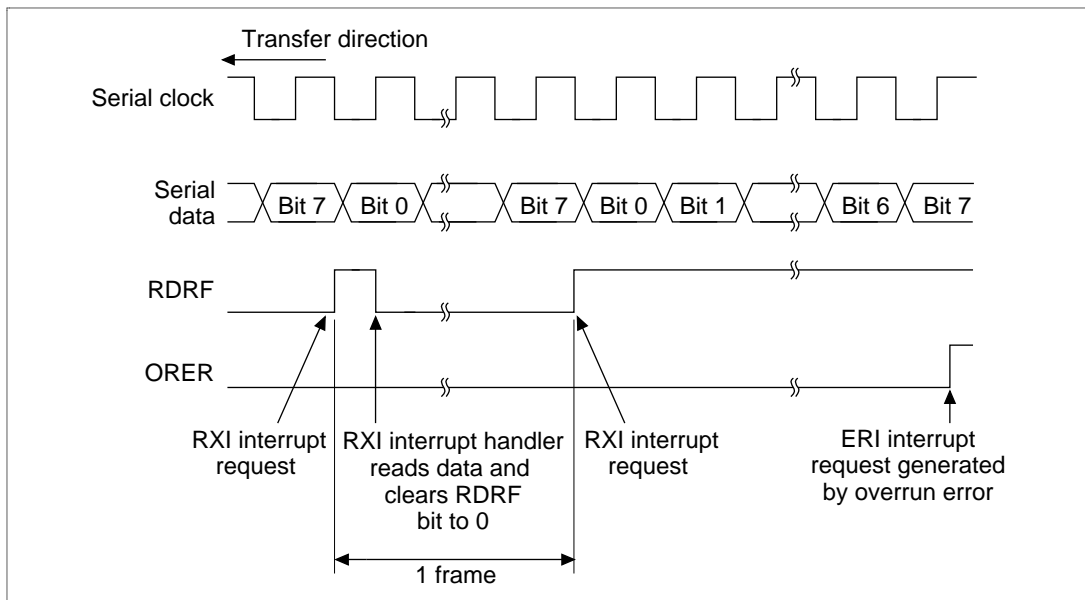 Transfer direction
Serial clock
Serial
data
Bit 7
Bit 0
Bit 7
Bit 0
Bit 1
Bit 6
Bit 7
RDRF
ORER
RXI interrupt
request
RXI interrupt handler
reads data and
clears RDRF
bit to 0
RXI interrupt
request
ERI interrupt
request generated
by overrun error
1 frame